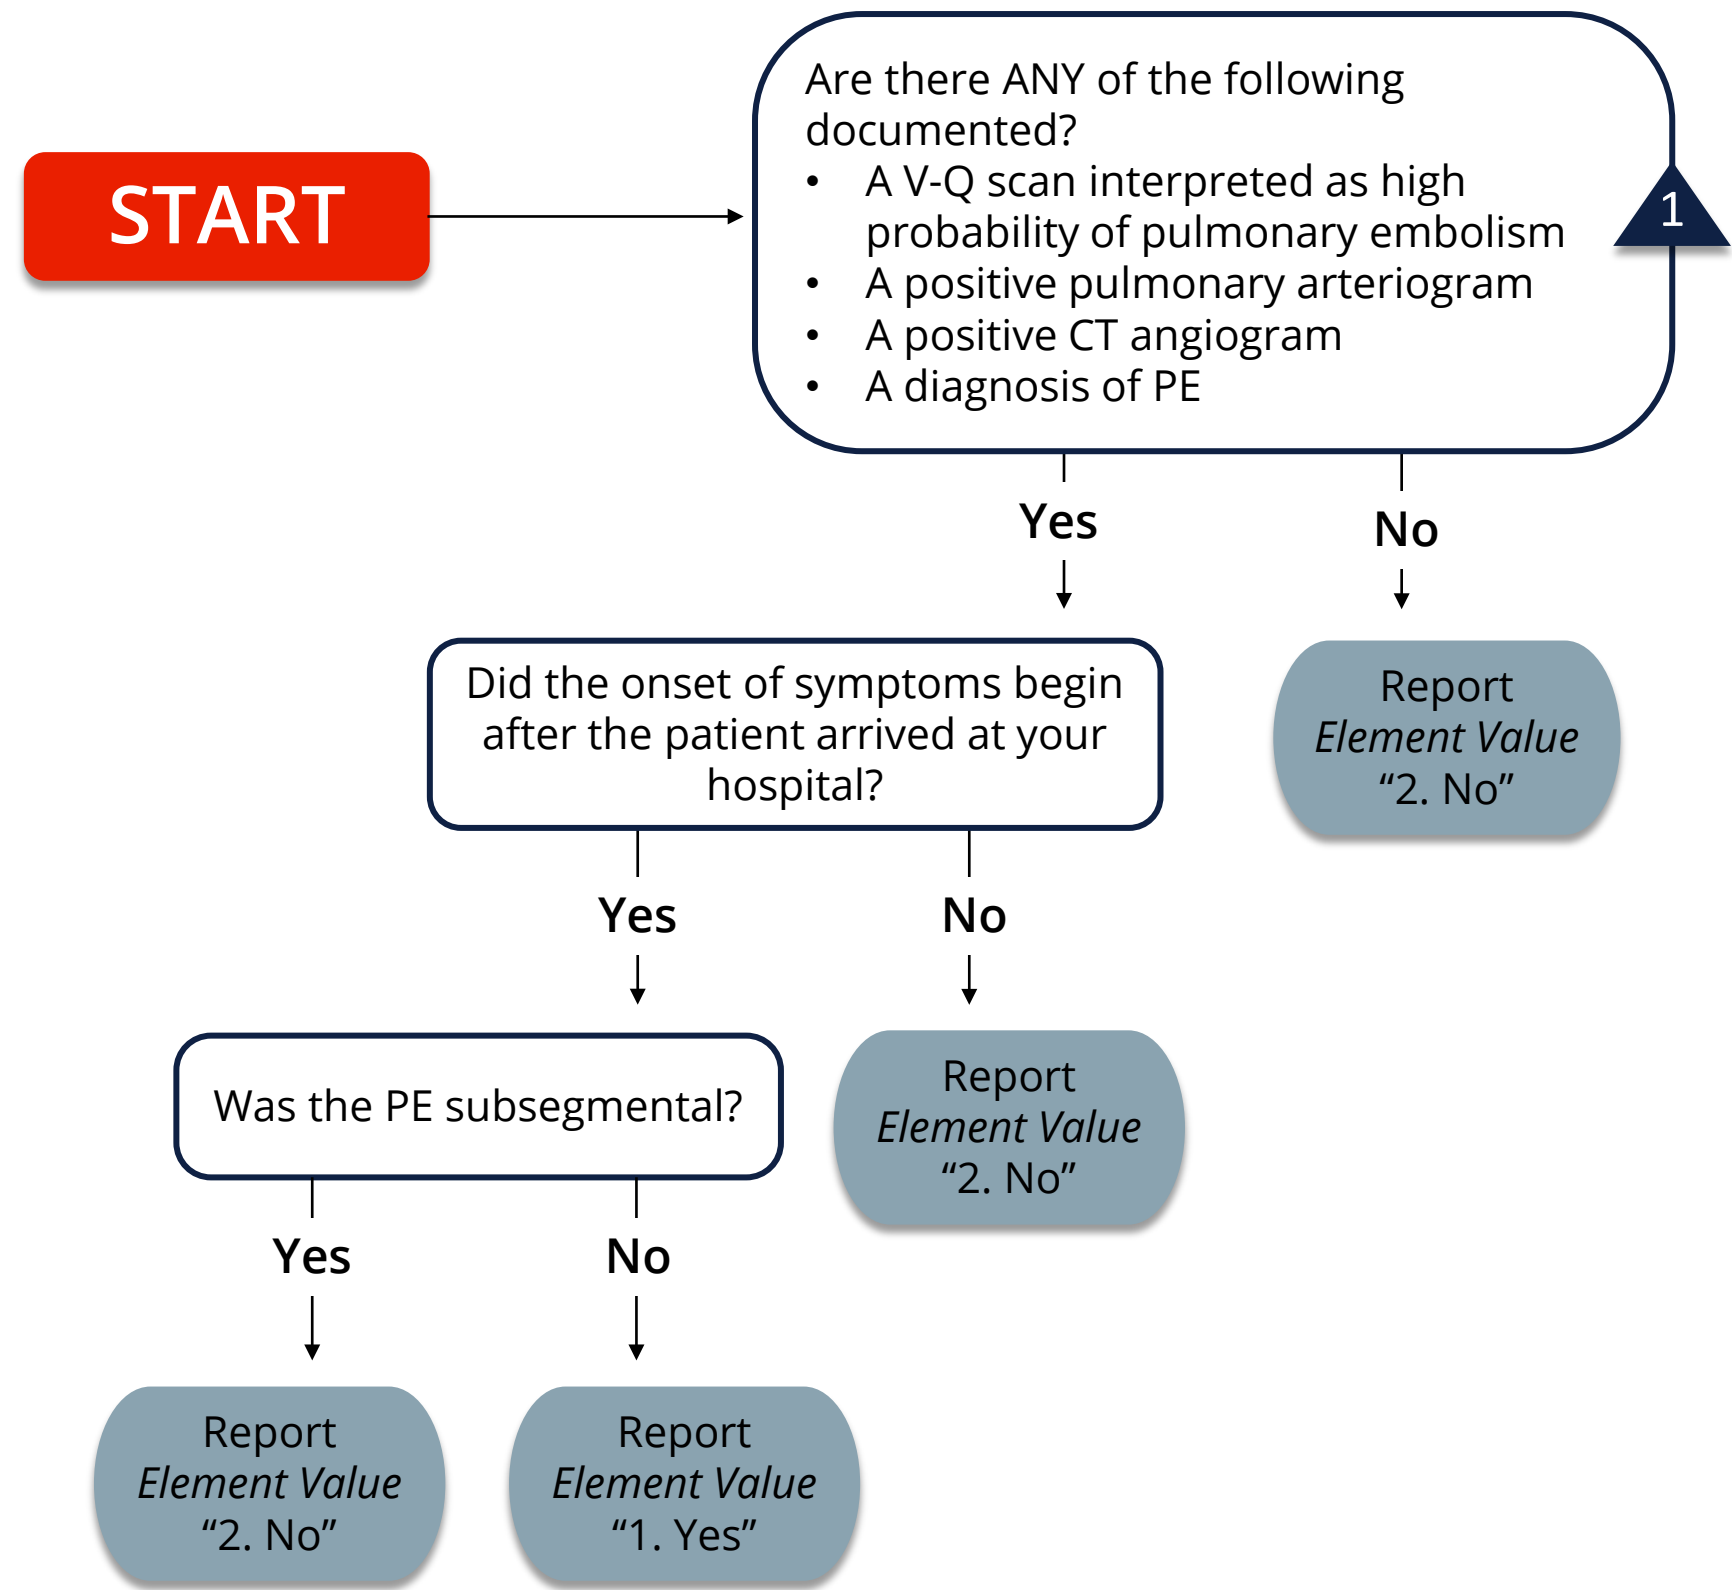 START
Are there ANY of the following
documented?
• A V-Q scan interpreted as high
probability of pulmonary embolism
• A positive pulmonary arteriogram
• A positive CT angiogram
• A diagnosis of PE
1
Yes
No
Did the onset of symptoms begin
after the patient arrived at your
hospital?
Report
Element Value
“2. No”
Yes
No
Was the PE subsegmental?
Report
Element Value
“2. No”
Yes
No
Report
Element Value
“2. No”
Report
Element Value
“1. Yes”